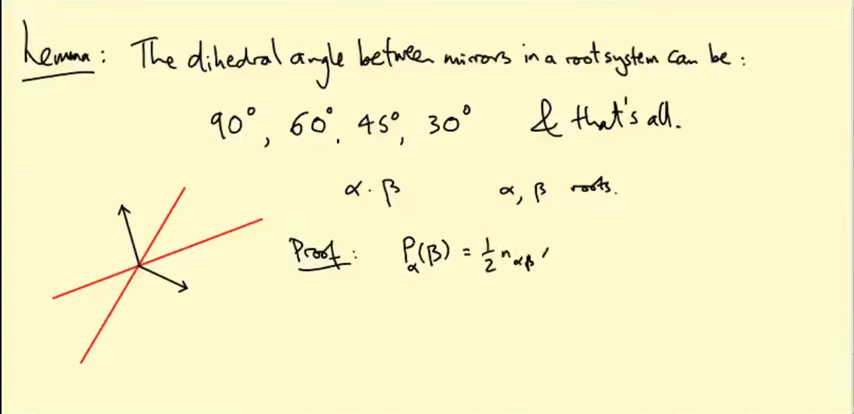 Lemma: The dihedral angle between mirrors in a root system can be:
90°, 60°, 45°, 30° & that's all.
α·β α, β roots.
Proof: P_α(β) = 1/2 n_αβ